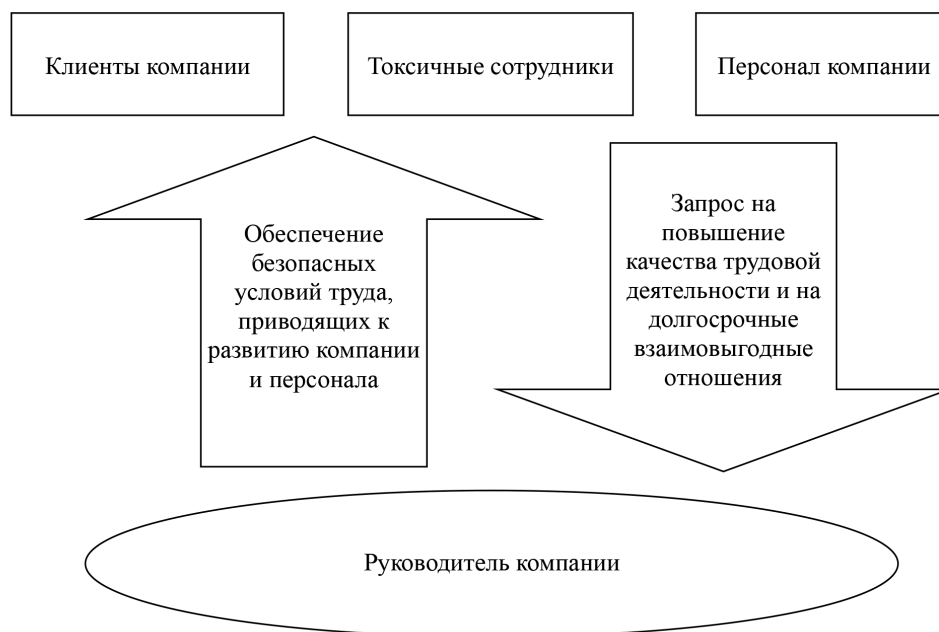 Клиенты компании
Токсичные сотрудники
Персонал компании
Обеспечение
безопасных
условий труда,
приводящих к
развитию компании
и персонала
Запрос на
повышение
качества трудовой
деятельности и на
долгосрочные
взаимовыгодные
отношения
Руководитель компании